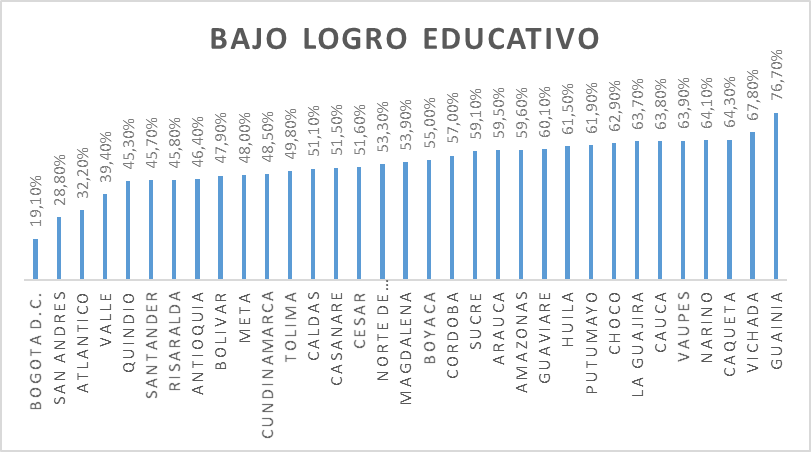 BAJO LOGRO EDUCATIVO
19,10%
28,80%
32,20%
39,40%
45,30%
45,70%
45,80%
46,40%
47,90%
48,00%
48,50%
49,80%
51,10%
51,50%
51,60%
53,30%
53,90%
55,00%
57,00%
59,10%
59,50%
59,60%
60,10%
61,50%
61,90%
62,90%
63,70%
63,80%
63,90%
64,10%
64,30%
67,80%
76,70%
BOGOTA D.C.
SAN ANDRES
ATLANTICO
VALLE
QUINDIO
SANTANDER
RISARALDA
ANTIOQUIA
BOLIVAR
META
CUNDINAMARCA
TOLIMA
CALDAS
CASANARE
CESAR
NORTE DE...
MAGDALENA
BOYACA
CORDOBA
SUCRE
ARAUCA
AMAZONAS
GUAVIARE
HUILA
PUTUMAYO
CHOCO
LA GUAJIRA
CAUCA
VAUPES
NARINO
CAQUETA
VICHADA
GUAINIA